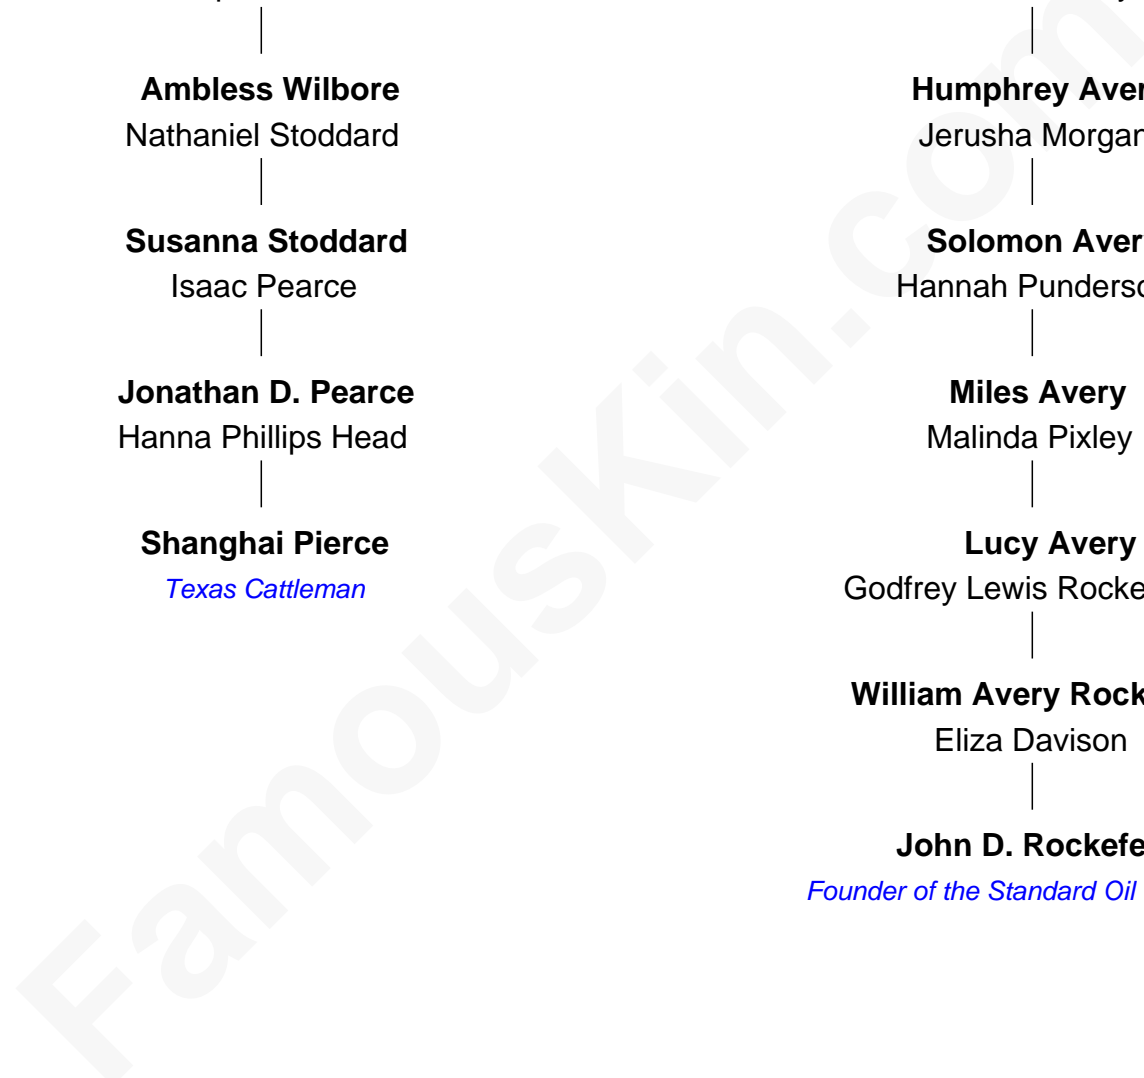 Ambless Wilbore
Nathaniel Stoddard
Susanna Stoddard
Isaac Pearce
Jonathan D. Pearce
Hanna Phillips Head
Shanghai Pierce
Texas Cattleman
Humphrey
Jerusha
Solomon
Hannah
Miles Avery
Malinda Pixley
Lucy Avery
Godfrey Lewis
William Avery
Eliza Davison
John D.
Founder of the Standard Oil
FamousKin.com